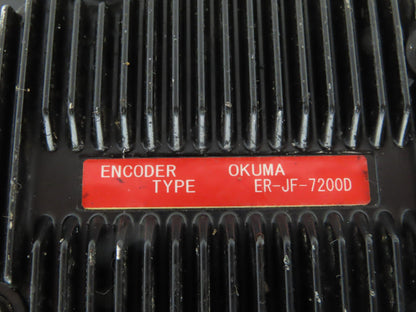 ENCODER OKUMA
TYPE ER-JF-7200D